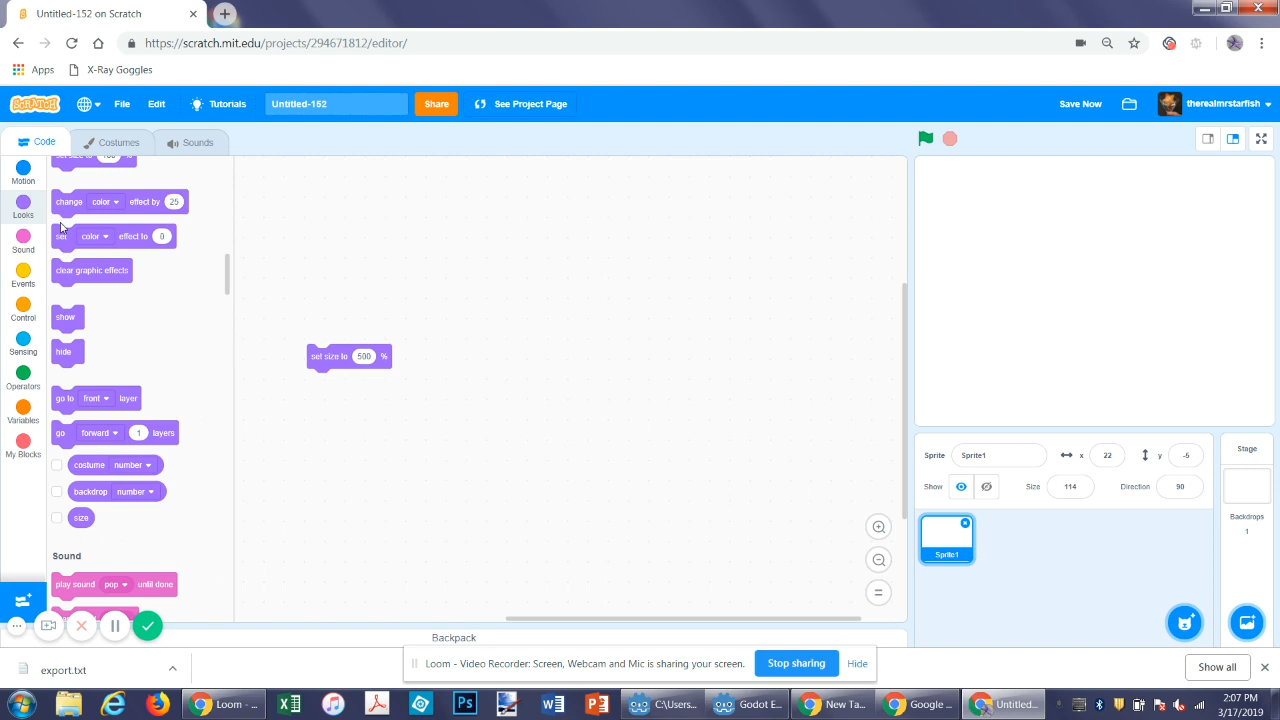 Untitled-152 on Scratch
https://scratch.mit.edu/projects/294671812/editor/
Apps X-Ray Goggles
SCRATCH File Edit Tutorials Untitled-152 Share See Project Page Save Now therealmrstarfish
Code Costumes Sounds
Motion
Looks
Sound
Events
Control
Sensing
Operators
Variables
My Blocks
set size to 100 %
change color effect by 25
set color effect to 0
clear graphic effects
show
hide
go to front layer
go forward 1 layers
costume number
backdrop number
size
Sound
play sound pop until done
set size to 500 %
Sprite Sprite1 x 22 y -5
Show Size 114 Direction 90
Sprite1
Stage
Backdrops
1
Backpack
Loom - Video Recorder: Screen, Webcam and Mic is sharing your screen. Stop sharing Hide
export.txt
Show all
Loom - ...
C:\Users...
Godot E...
New Ta...
Google ...
Untitled...
2:07 PM
3/17/2019